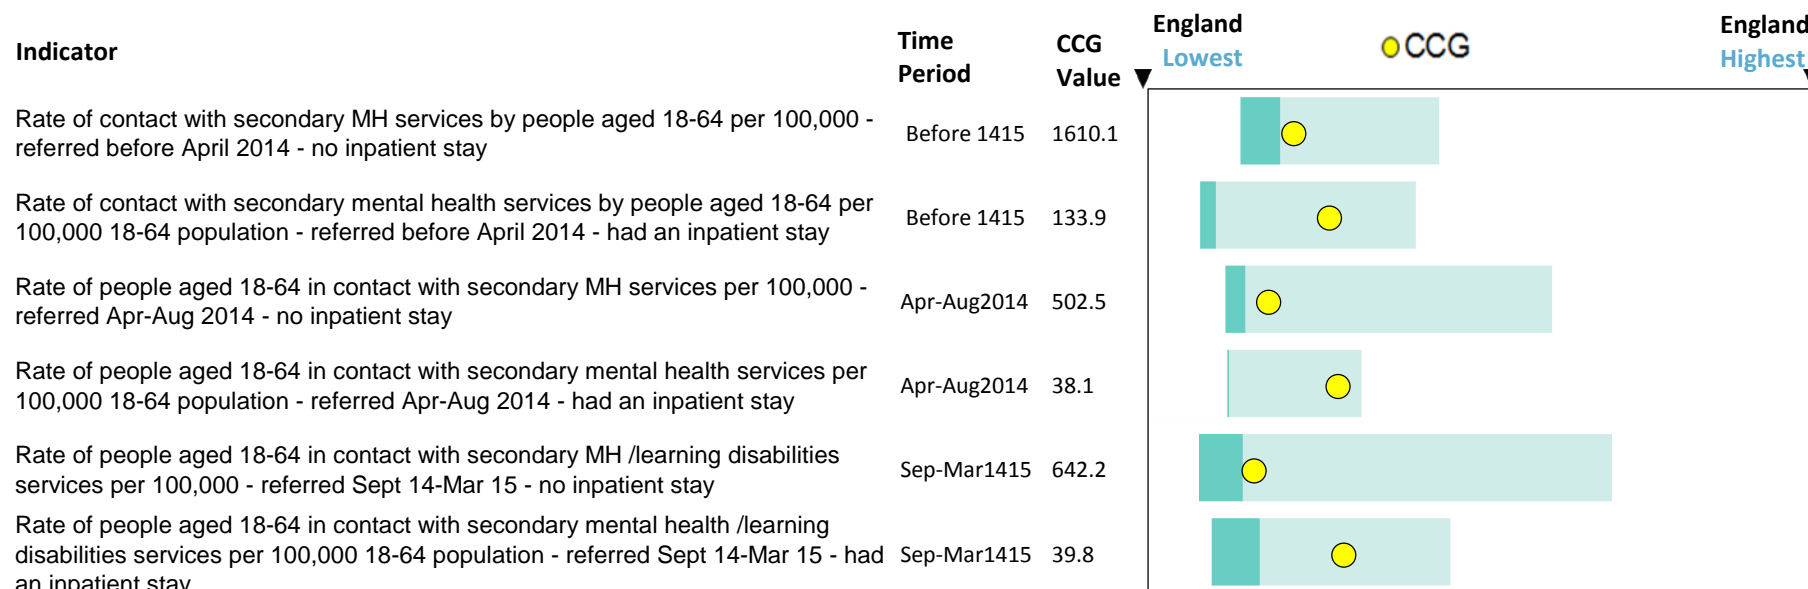 Indicator
Time Period
CCG Value
England Lowest
CCG
England Highest
Rate of contact with secondary MH services by people aged 18-64 per 100,000 -
referred before April 2014 - no inpatient stay
Before 1415 1610.1
Rate of contact with secondary mental health services by people aged 18-64 per
100,000 18-64 population - referred before April 2014 - had an inpatient stay
Before 1415 133.9
Rate of people aged 18-64 in contact with secondary MH services per 100,000 -
referred Apr-Aug 2014 - no inpatient stay
Apr-Aug2014 502.5
Rate of people aged 18-64 in contact with secondary mental health services per
100,000 18-64 population - referred Apr-Aug 2014 - had an inpatient stay
Apr-Aug2014 38.1
Rate of people aged 18-64 in contact with secondary MH /learning disabilities
services per 100,000 - referred Sept 14-Mar 15 - no inpatient stay
Sep-Mar1415 642.2
Rate of people aged 18-64 in contact with secondary mental health /learning
disabilities services per 100,000 18-64 population - referred Sept 14-Mar 15 - had
an inpatient stay
Sep-Mar1415 39.8